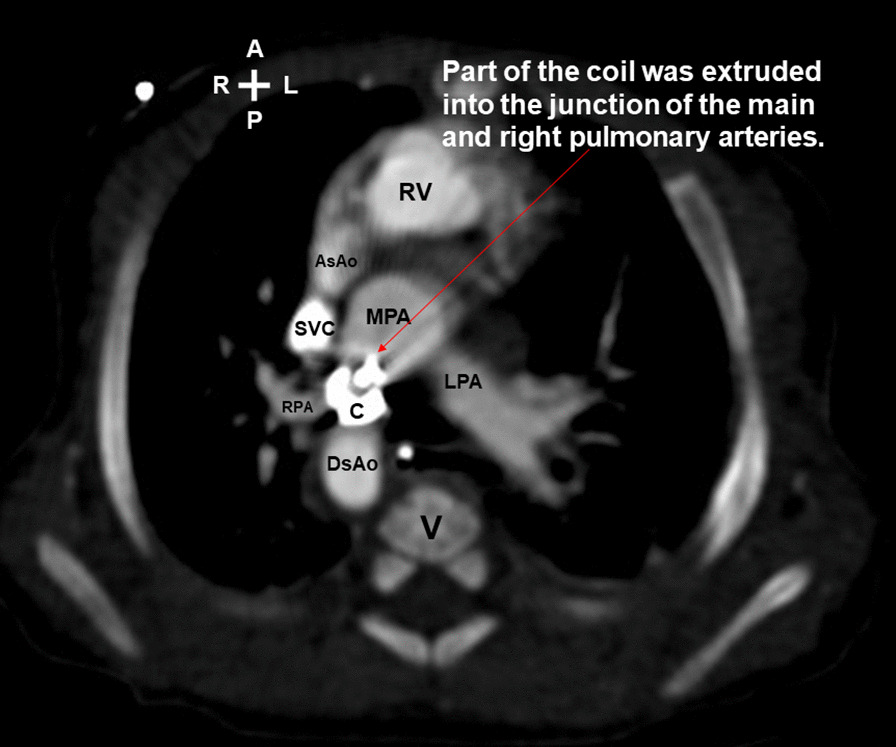 A
R L
P
Part of the coil was extruded
into the junction of the main
and right pulmonary arteries.
RV
AsAo
MPA
SVC
LPA
RPA
C
DsAo
V